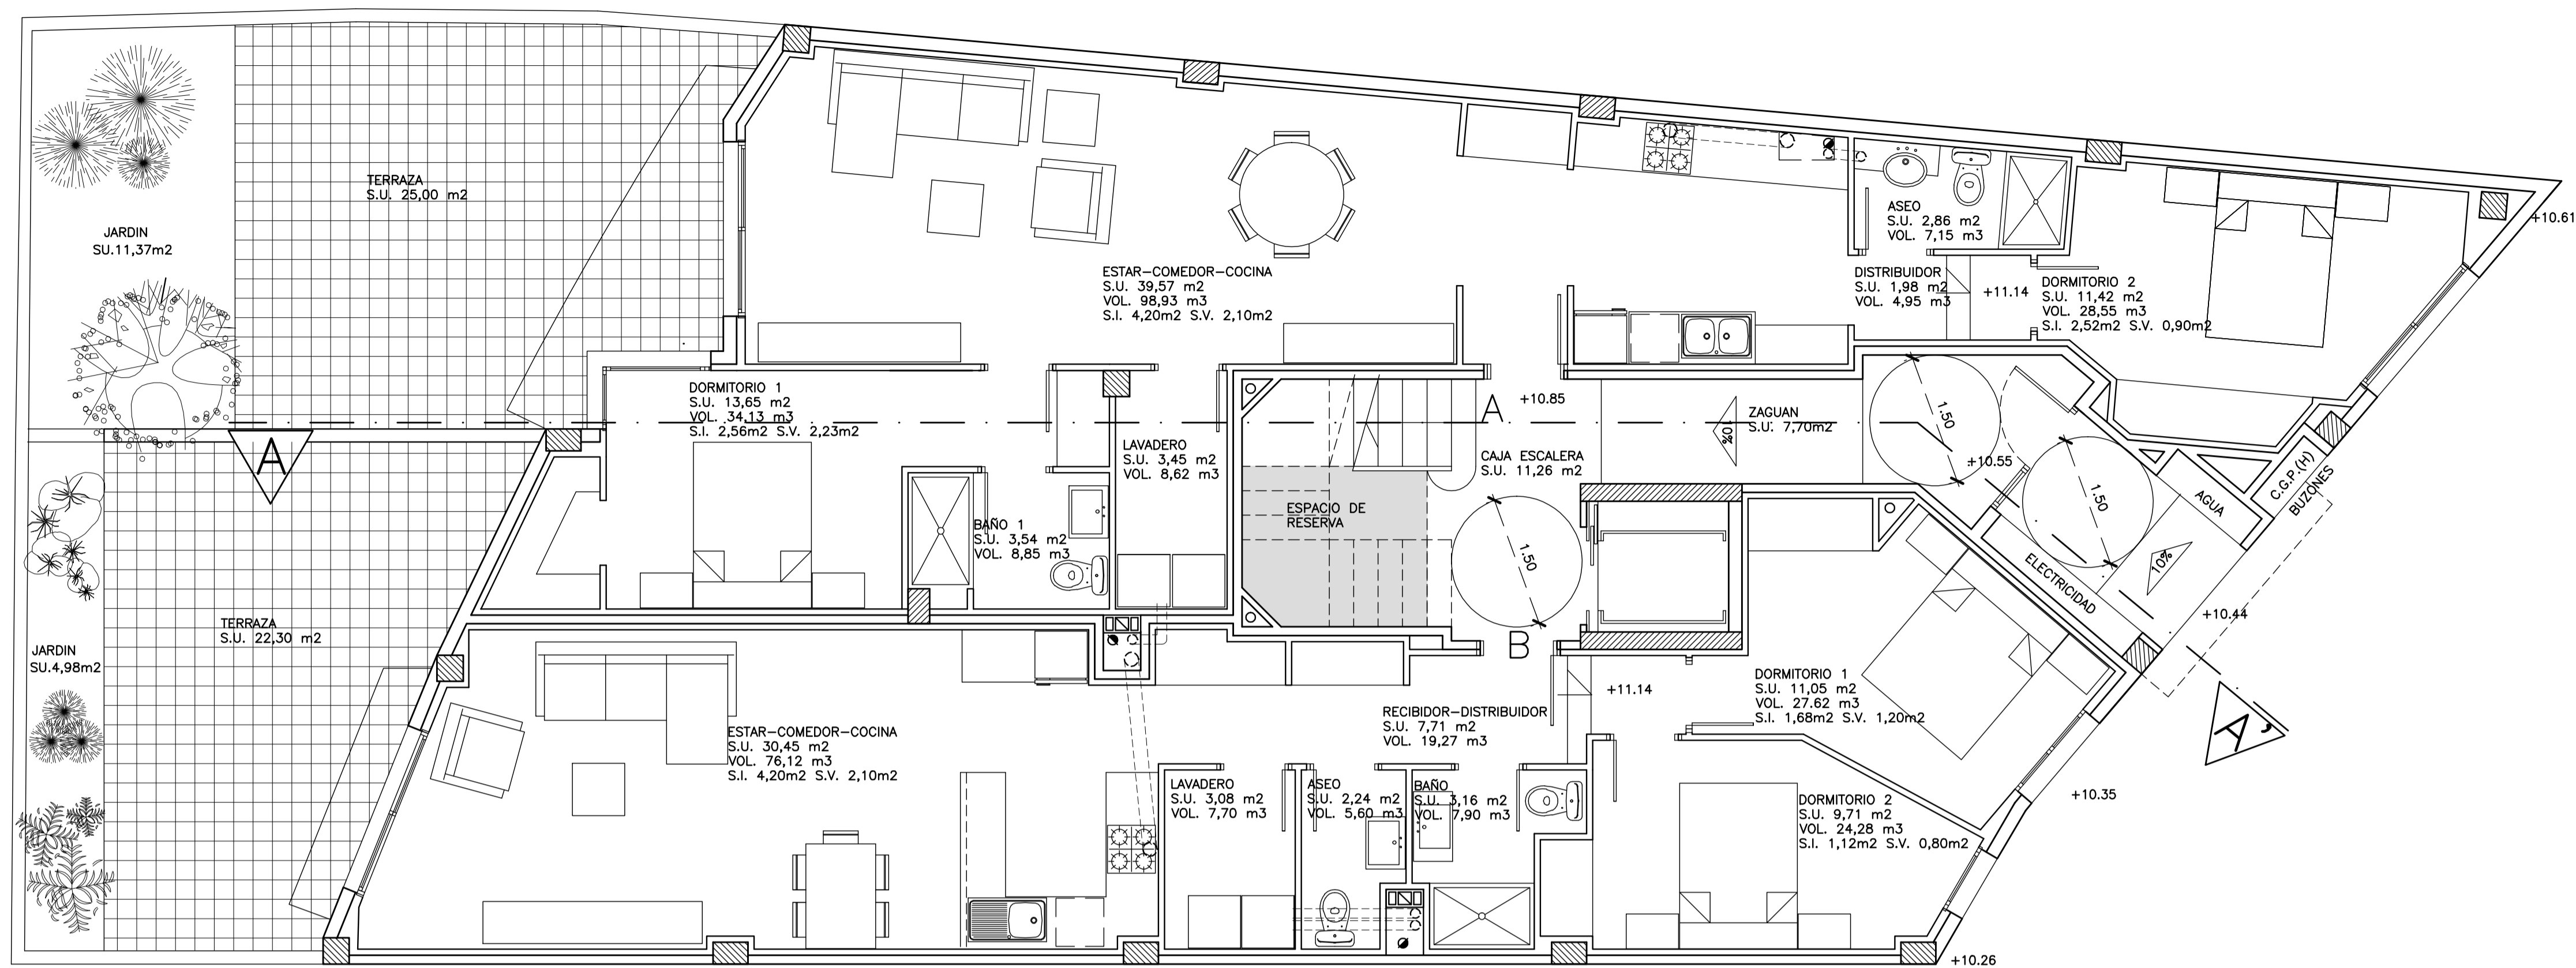 TERRAZA
S.U. 25,00 m2
JARDIN
SU.11,37m2
ESTAR-COMEDOR-COCINA
S.U. 39,57 m2
VOL. 98,93 m3
S.I. 4,20m2 S.V. 2,10m2
ASEO
S.U. 2,86 m2
VOL. 7,15 m3
DISTRIBUIDOR
S.U. 1,98 m2
VOL. 4,95 m3
+11.14
DORMITORIO 2
S.U. 11,42 m2
VOL. 28,55 m3
S.I. 2,52m2 S.V. 0,90m2
+10.61
DORMITORIO 1
S.U. 13,65 m2
VOL. 34,13 m3
S.I. 2,56m2 S.V. 2,23m2
A
LAVADERO
S.U. 3,45 m2
VOL. 8,62 m3
BAÑO 1
S.U. 3,54 m2
VOL. 8,85 m3
A
+10.85
CAJA ESCALERA
S.U. 11,26 m2
ESPACIO DE
RESERVA
10%
ZAGUAN
S.U. 7,70m2
1.50
+10.55
1.50
1.50
AGUA
C.G.P.(H)
BUZONES
ELECTRICIDAD
10%
+10.44
A'
B
TERRAZA
S.U. 22,30 m2
JARDIN
SU.4,98m2
ESTAR-COMEDOR-COCINA
S.U. 30,45 m2
VOL. 76,12 m3
S.I. 4,20m2 S.V. 2,10m2
RECIBIDOR-DISTRIBUIDOR
S.U. 7,71 m2
VOL. 19,27 m3
+11.14
DORMITORIO 1
S.U. 11,05 m2
VOL. 27.62 m3
S.I. 1,68m2 S.V. 1,20m2
LAVADERO
S.U. 3,08 m2
VOL. 7,70 m3
ASEO
S.U. 2,24 m2
VOL. 5,60 m3
BAÑO
S.U. 3,16 m2
VOL. 7,90 m3
DORMITORIO 2
S.U. 9,71 m2
VOL. 24,28 m3
S.I. 1,12m2 S.V. 0,80m2
+10.35
+10.26